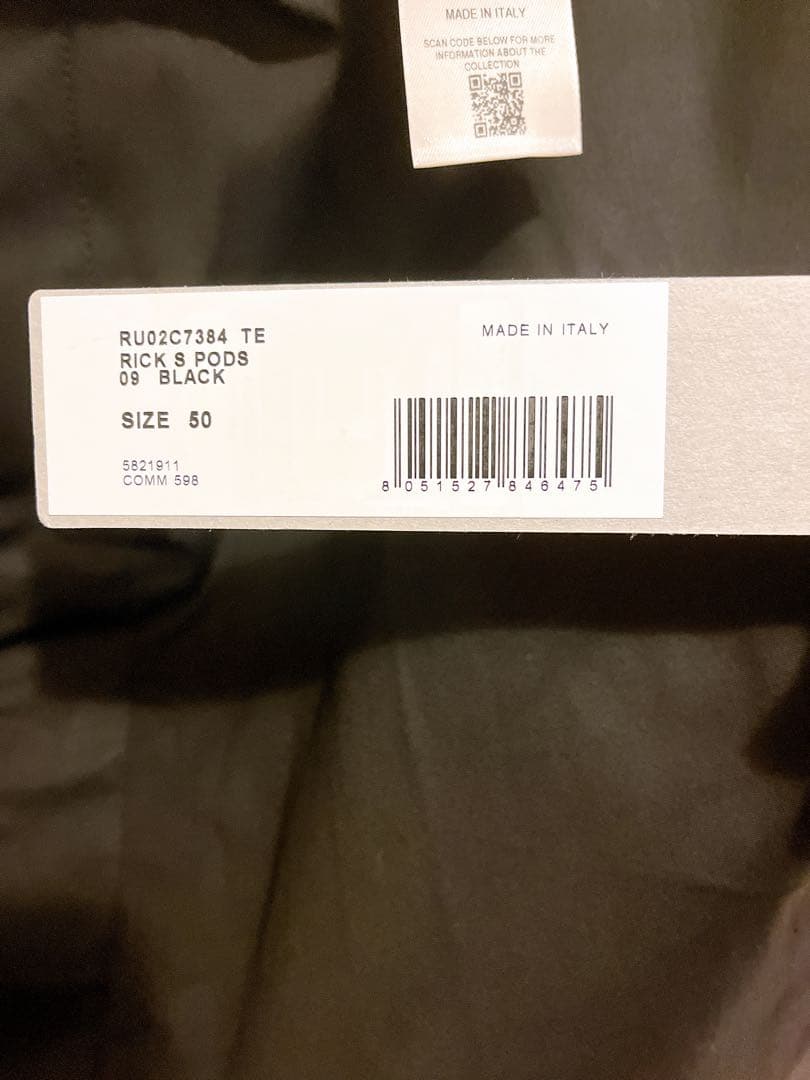 MADE IN ITALY
SCAN CODE BELOW FOR MORE
INFORMATION ABOUT THE
COLLECTION
RU02C7384 TE
RICK S PODS
09 BLACK
SIZE 50
5821911
COMM 598
MADE IN ITALY
8 051527 846475